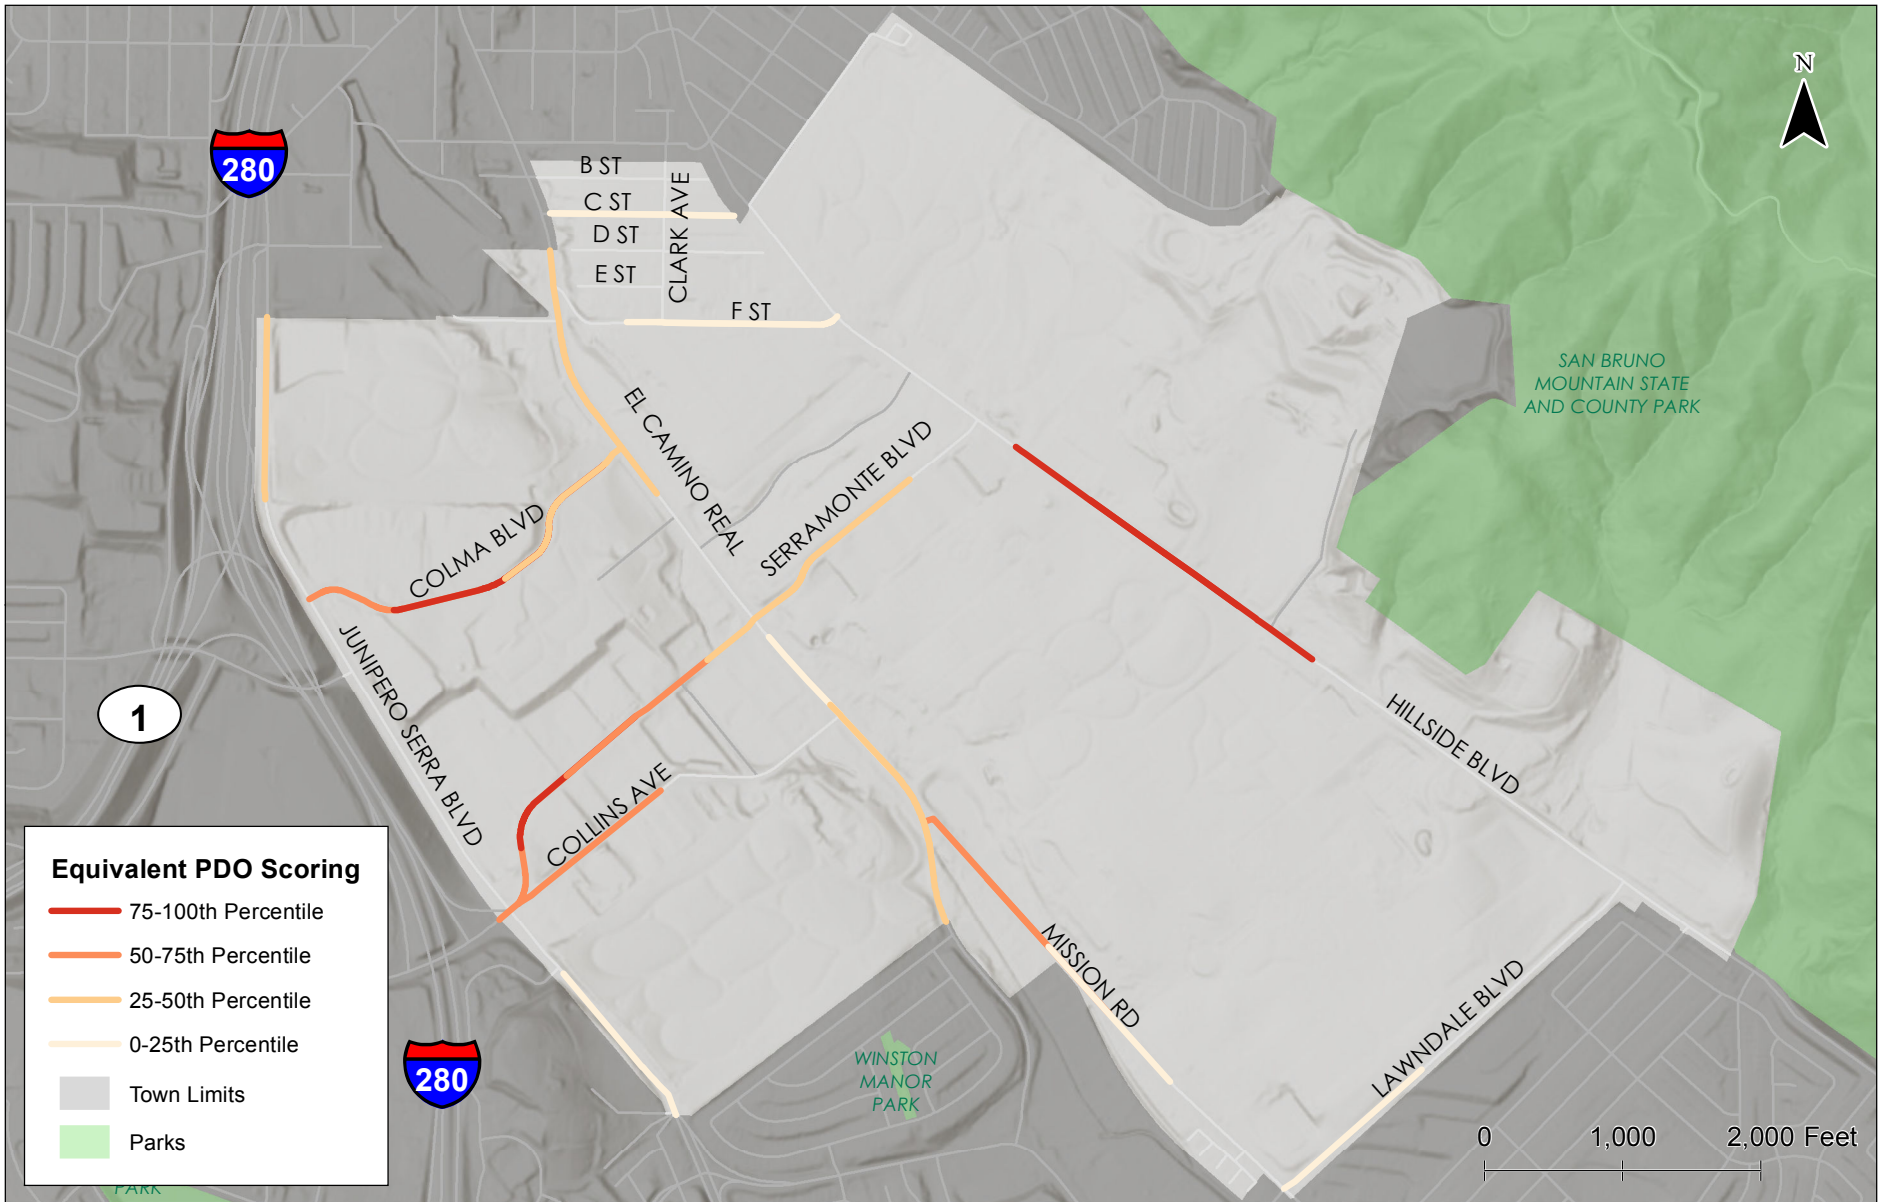 N
280
B ST
C ST
D ST
E ST
F ST
CLARK AVE
EL CAMINO REAL
SERRAMONTE BLVD
COLMA BLVD
JUNIPERO SERRA BLVD
COLLINS AVE
HILLSIDE BLVD
MISSION RD
LAWNDALE BLVD
SAN BRUNO
MOUNTAIN STATE
AND COUNTY PARK
1
280
WINSTON
MANOR
PARK
Equivalent PDO Scoring
75-100th Percentile
50-75th Percentile
25-50th Percentile
0-25th Percentile
Town Limits
Parks
PARK
0 1,000 2,000 Feet